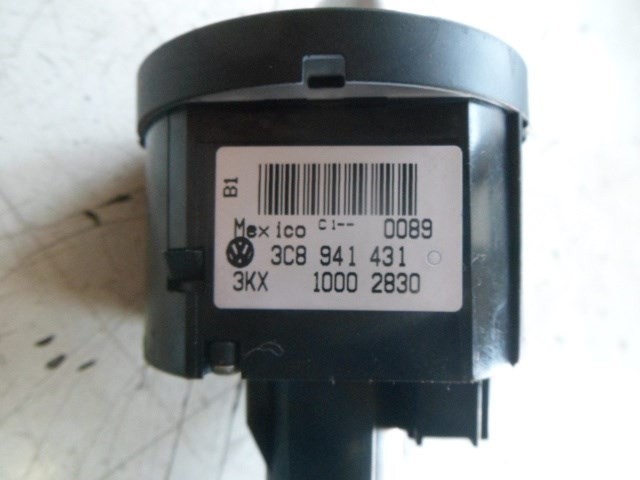 B1
Mexico C1-- 0089
3C8 941 431
3KX 1000 2830